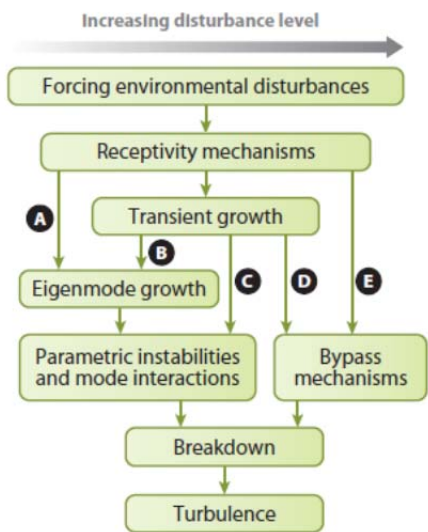 Increasing disturbance level
Forcing environmental disturbances
Receptivity mechanisms
A
Transient growth
B
Eigenmode growth
C
D
E
Parametric instabilities
and mode interactions
Bypass
mechanisms
Breakdown
Turbulence